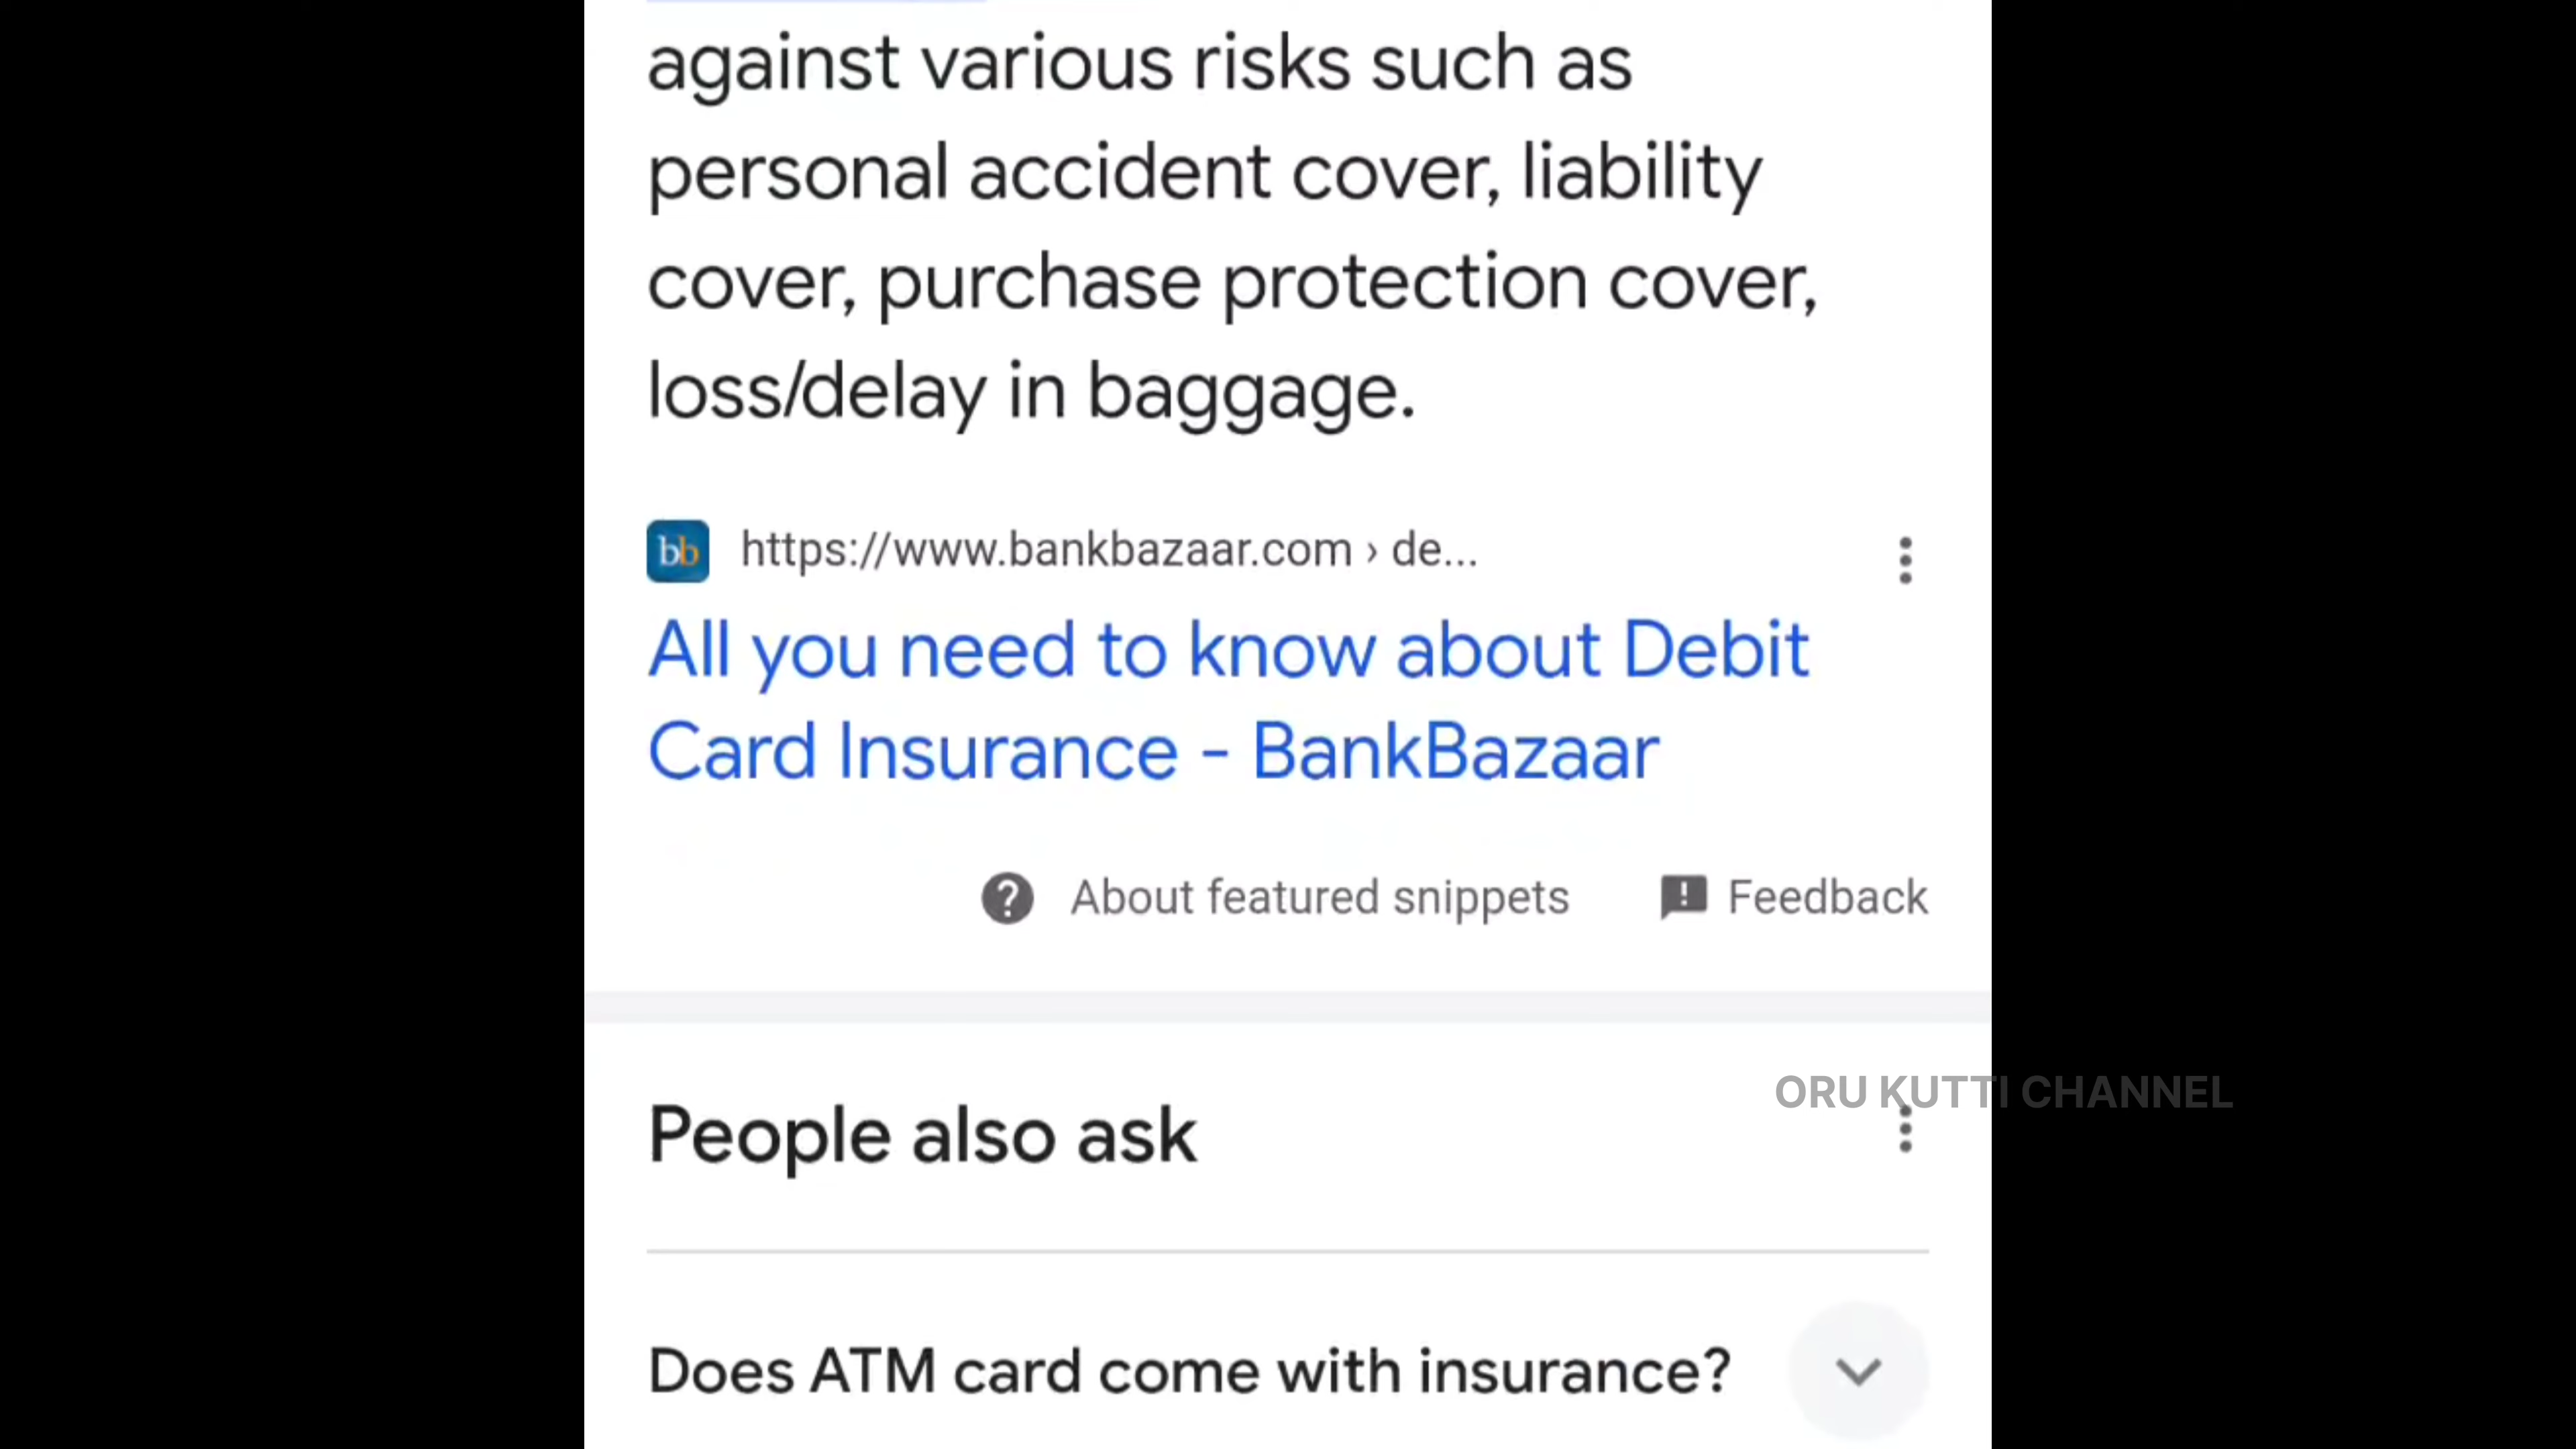 against various risks such as
personal accident cover, liability
cover, purchase protection cover,
loss/delay in baggage.
bb https://www.bankbazaar.com › de...
All you need to know about Debit
Card Insurance - BankBazaar
About featured snippets Feedback
ORU KUTTI CHANNEL
People also ask
Does ATM card come with insurance?